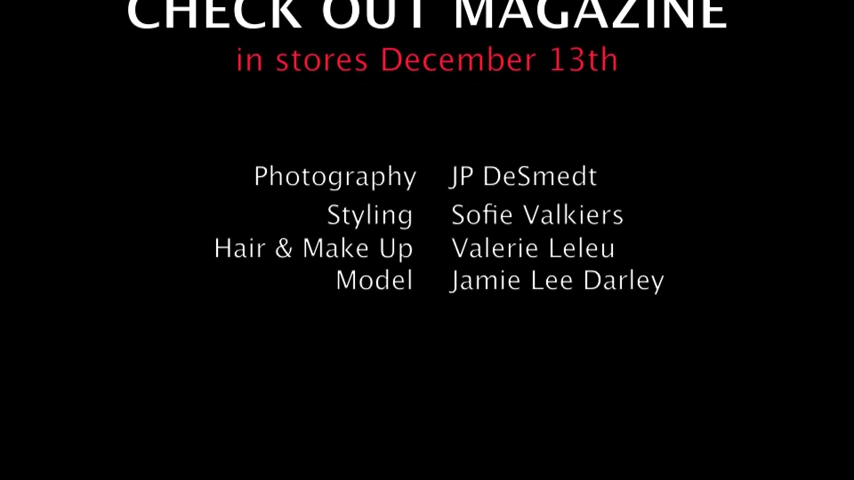 CHECK OUT MAGAZINE
in stores December 13th
Photography JP DeSmedt
Styling Sofie Valkiers
Hair & Make Up Valerie Leleu
Model Jamie Lee Darley